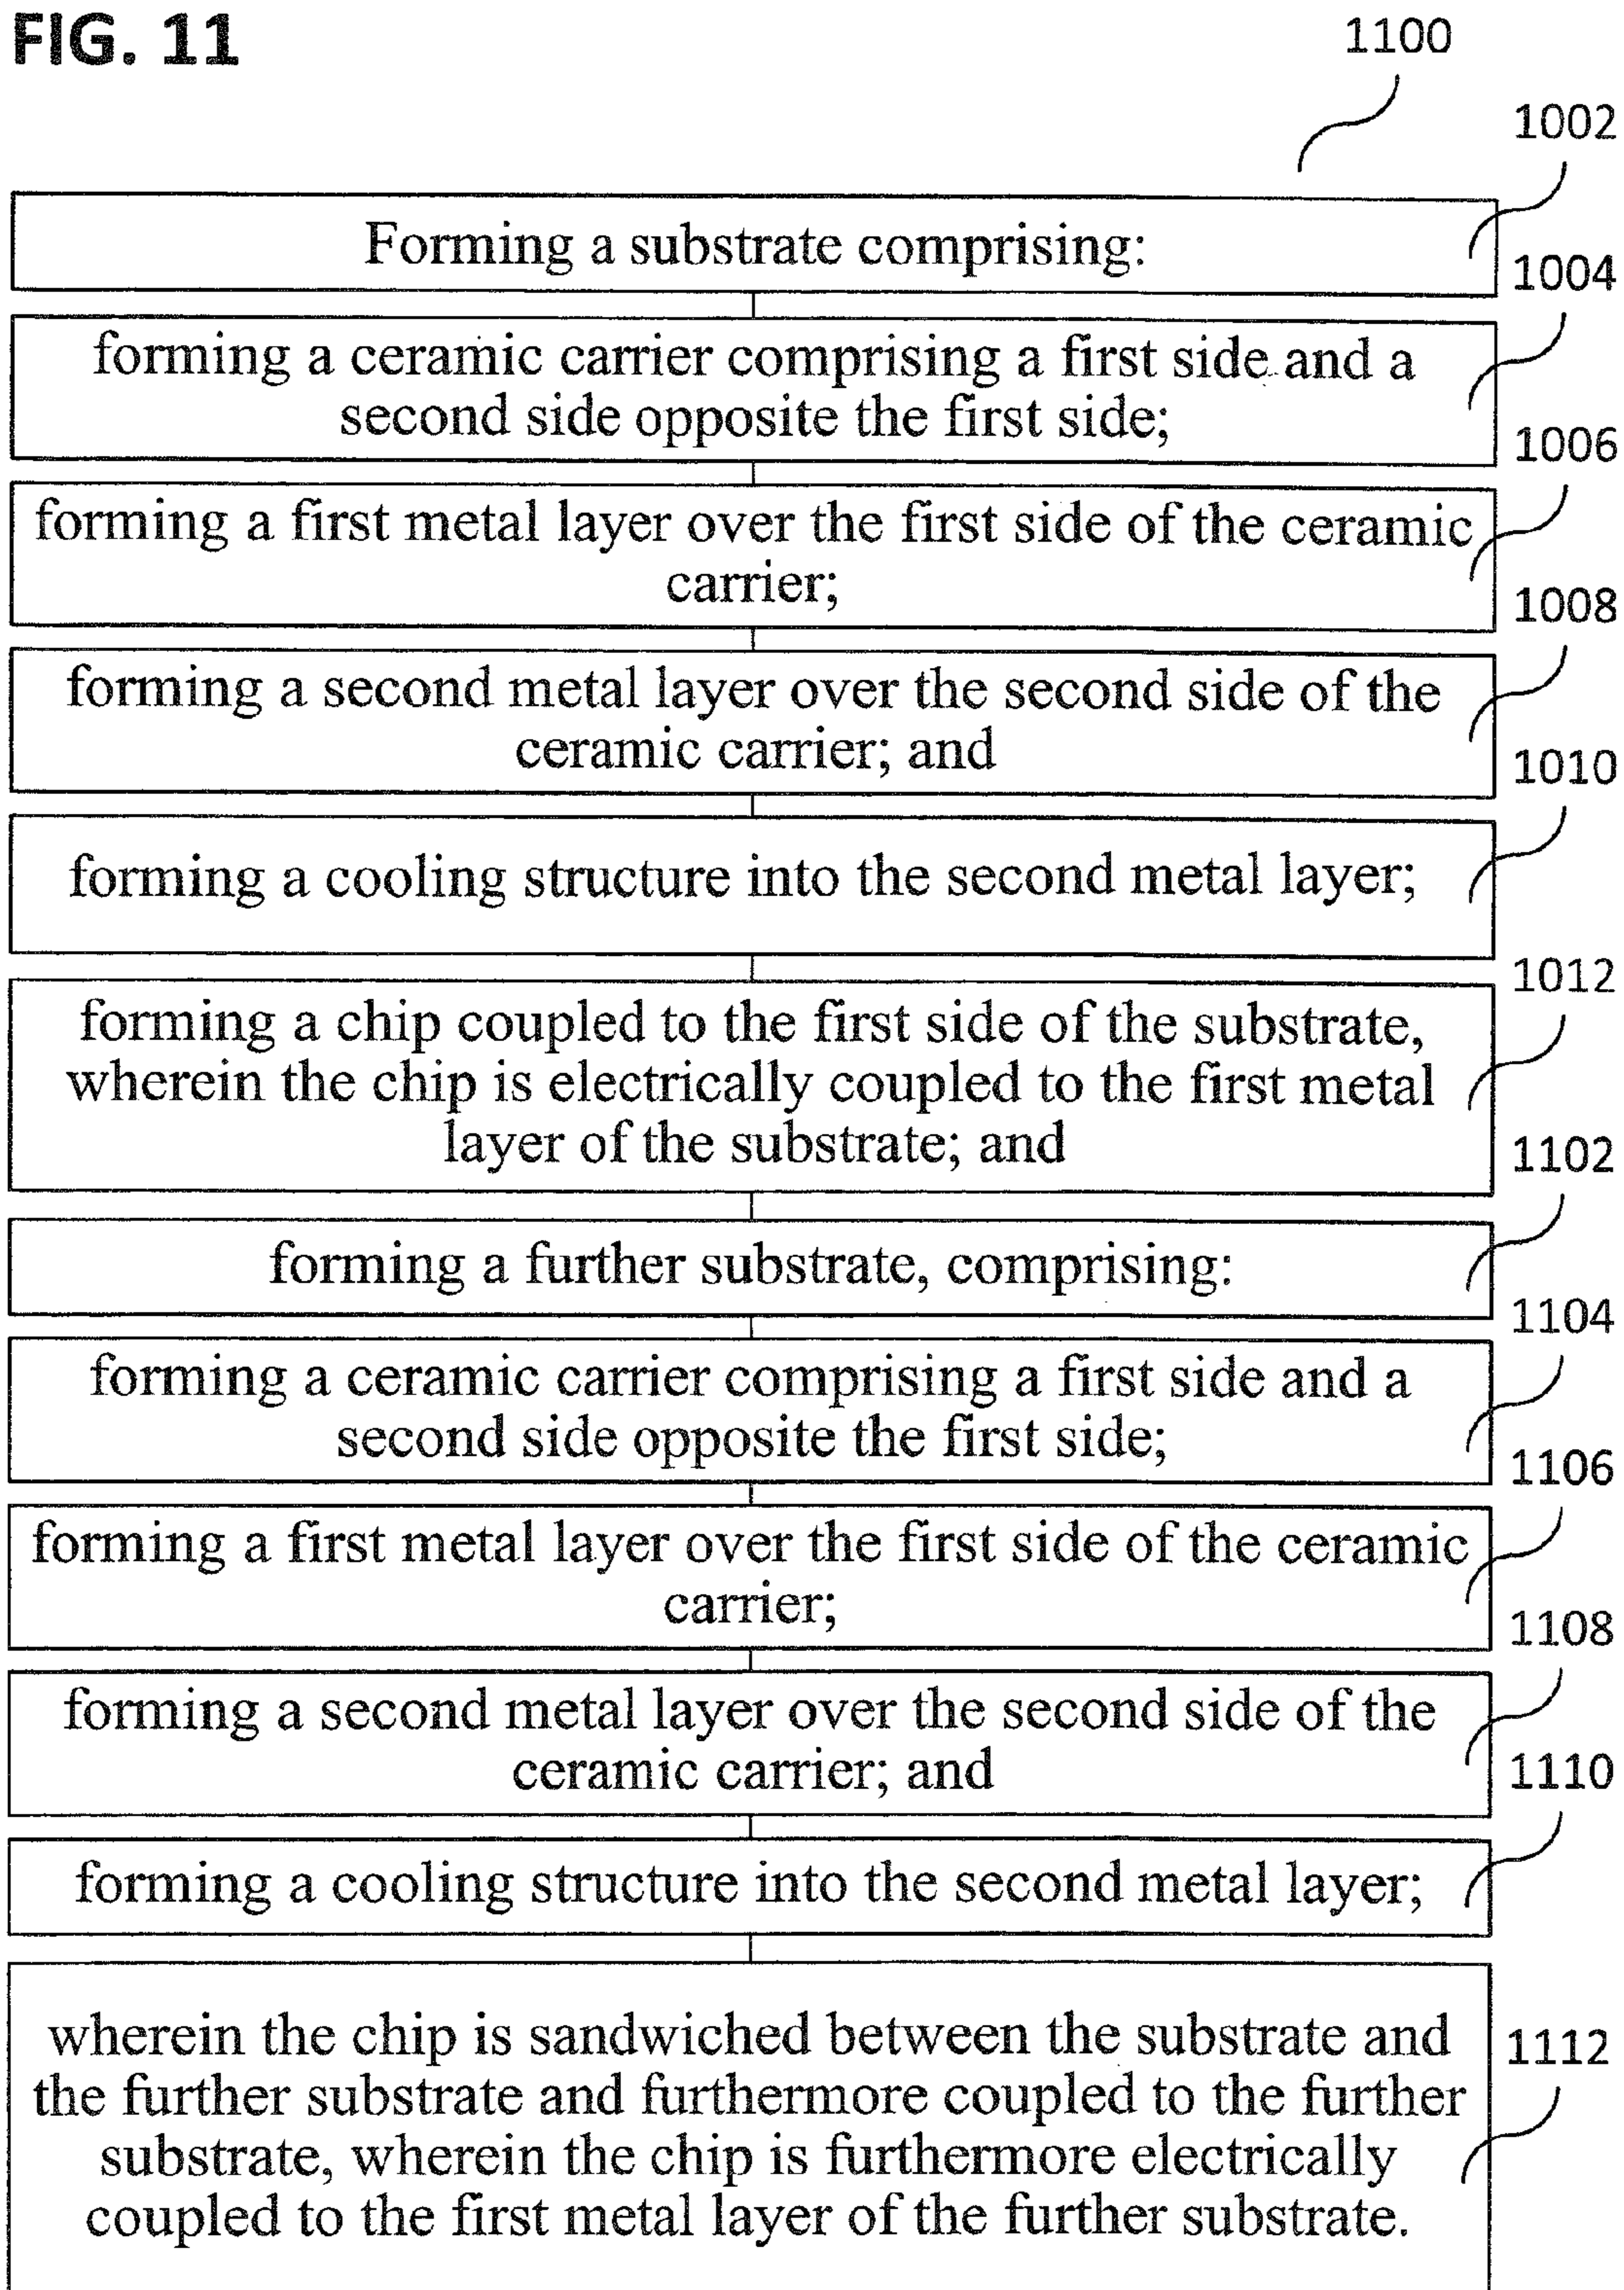 FIG. 11
1100
1002
Forming a substrate comprising:
1004
forming a ceramic carrier comprising a first side and a
second side opposite the first side;
1006
forming a first metal layer over the first side of the ceramic
carrier;
1008
forming a second metal layer over the second side of the
ceramic carrier; and
1010
forming a cooling structure into the second metal layer;
1012
forming a chip coupled to the first side of the substrate,
wherein the chip is electrically coupled to the first metal
layer of the substrate; and
1102
forming a further substrate, comprising:
1104
forming a ceramic carrier comprising a first side and a
second side opposite the first side;
1106
forming a first metal layer over the first side of the ceramic
carrier;
1108
forming a second metal layer over the second side of the
ceramic carrier; and
1110
forming a cooling structure into the second metal layer;
wherein the chip is sandwiched between the substrate and
1112
the further substrate and furthermore coupled to the further
substrate, wherein the chip is furthermore electrically
coupled to the first metal layer of the further substrate.